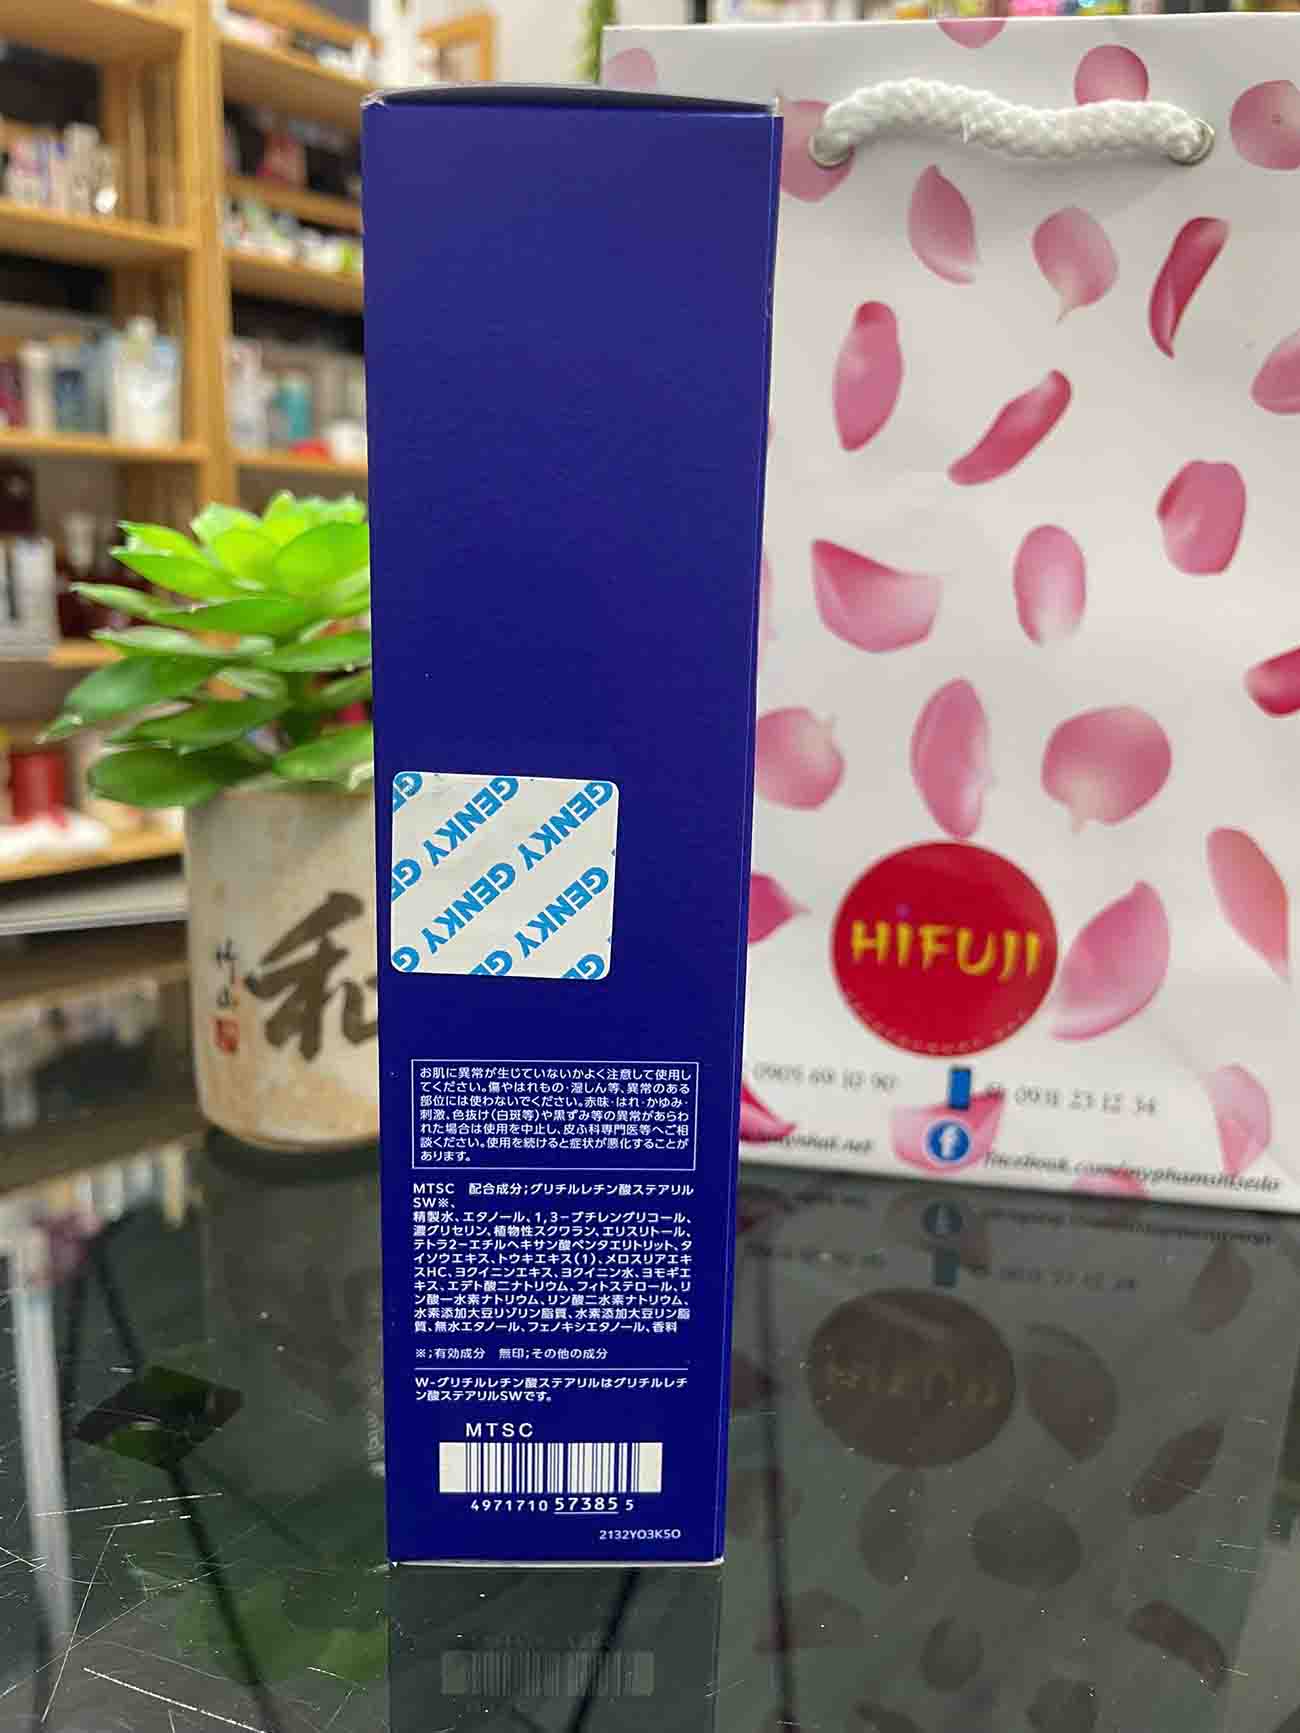 GENKY GENKY
GENKY GENKY
GENKY
和
HiFUJI
0905 69 10 90
0931 23 12 34
お肌に異常が生じていないかよく注意して使用し
てください。傷やはれもの・湿しん等、異常のある
部位には使わないでください。赤味・はれ・かゆみ・
刺激、色抜け(白斑等)や黒ずみ等の異常があらわ
れた場合は使用を中止し、皮ふ科専門医等へご相
談ください。使用を続けると症状が悪化することが
あります。
MTSC 配合成分;グリチルレチン酸ステアリル
SW※、
精製水、エタノール、1,3−ブチレングリコール、
濃グリセリン、植物性スクワラン、エリスリトール、
テトラ2−エチルヘキサン酸ペンタエリトリット、タ
イソウエキス、トウキエキス(1)、メロスリアエキ
スHC、ヨクイニンエキス、ヨクイニン水、ヨモギエ
キス、エデト酸二ナトリウム、フィトステロール、リ
ン酸一水素ナトリウム、リン酸二水素ナトリウム、
水素添加大豆リゾリン脂質、水素添加大豆リン脂
質、無水エタノール、フェノキシエタノール、香料
※;有効成分 無印;その他の成分
W-グリチルレチン酸ステアリルはグリチルレチ
ン酸ステアリルSWです。
MTSC
4971710 57385 5
2132YO3K5O